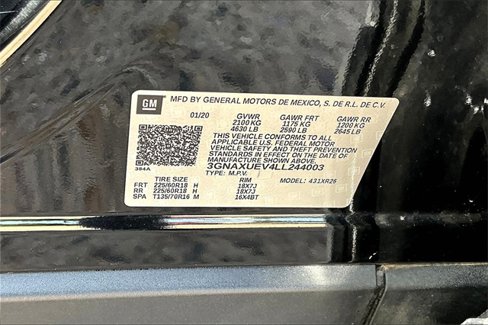 GM
MFD BY GENERAL MOTORS DE MEXICO, S. DE R.L. DE C.V.
01/20 GVWR GAWR FRT GAWR RR
2100 KG 1175 KG 1200 KG
4630 LB 2590 LB 2645 LB
THIS VEHICLE CONFORMS TO ALL
APPLICABLE U.S. FEDERAL MOTOR
VEHICLE SAFETY AND THEFT
PREVENTION STANDARDS
IN EFFECT ON THE DATE OF
MANUFACTURE SHOWN ABOVE.
3GNAXUEV4LL244003
384A TYPE: M.P.V. MODEL: 431XR26
TIRE SIZE RIM
FRT 225/60R18 H 18X7J
RR 225/60R18 H 18X7J
SPA T135/70R16 M 16X4BT